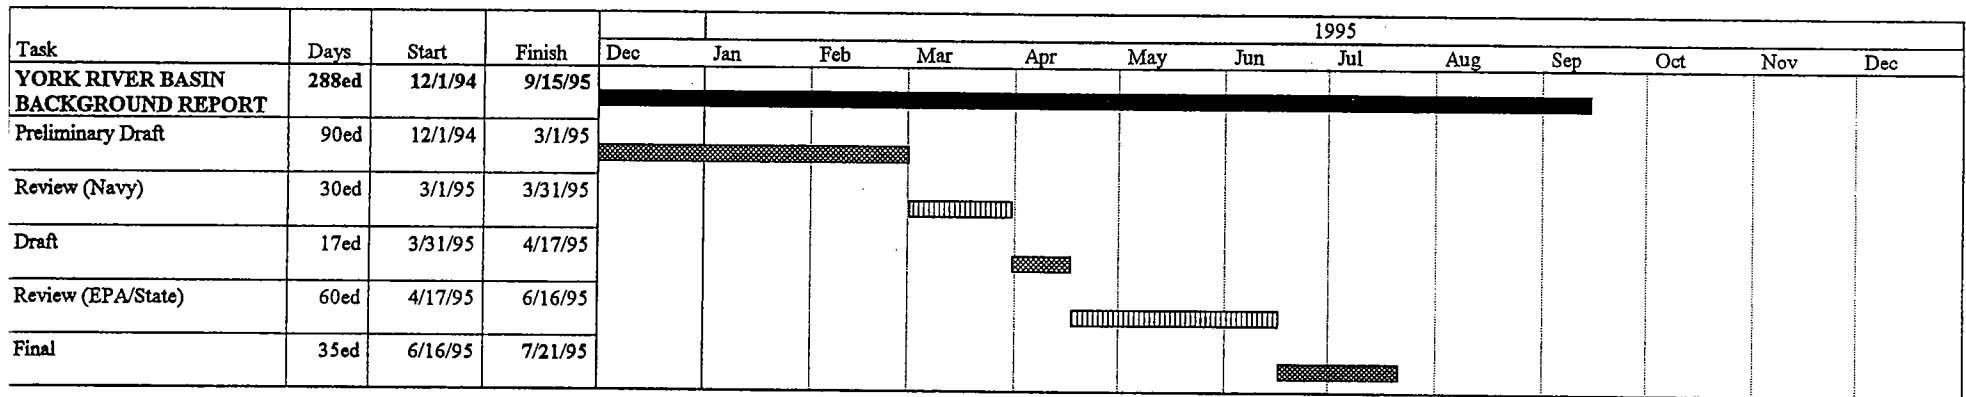 1995
Task Days Start Finish Dec Jan Feb Mar Apr May Jun Jul Aug Sep Oct Nov Dec
YORK RIVER BASIN 288ed 12/1/94 9/15/95
BACKGROUND REPORT
Preliminary Draft 90ed 12/1/94 3/1/95
Review (Navy) 30ed 3/1/95 3/31/95
Draft 17ed 3/31/95 4/17/95
Review (EPA/State) 60ed 4/17/95 6/16/95
Final 35ed 6/16/95 7/21/95